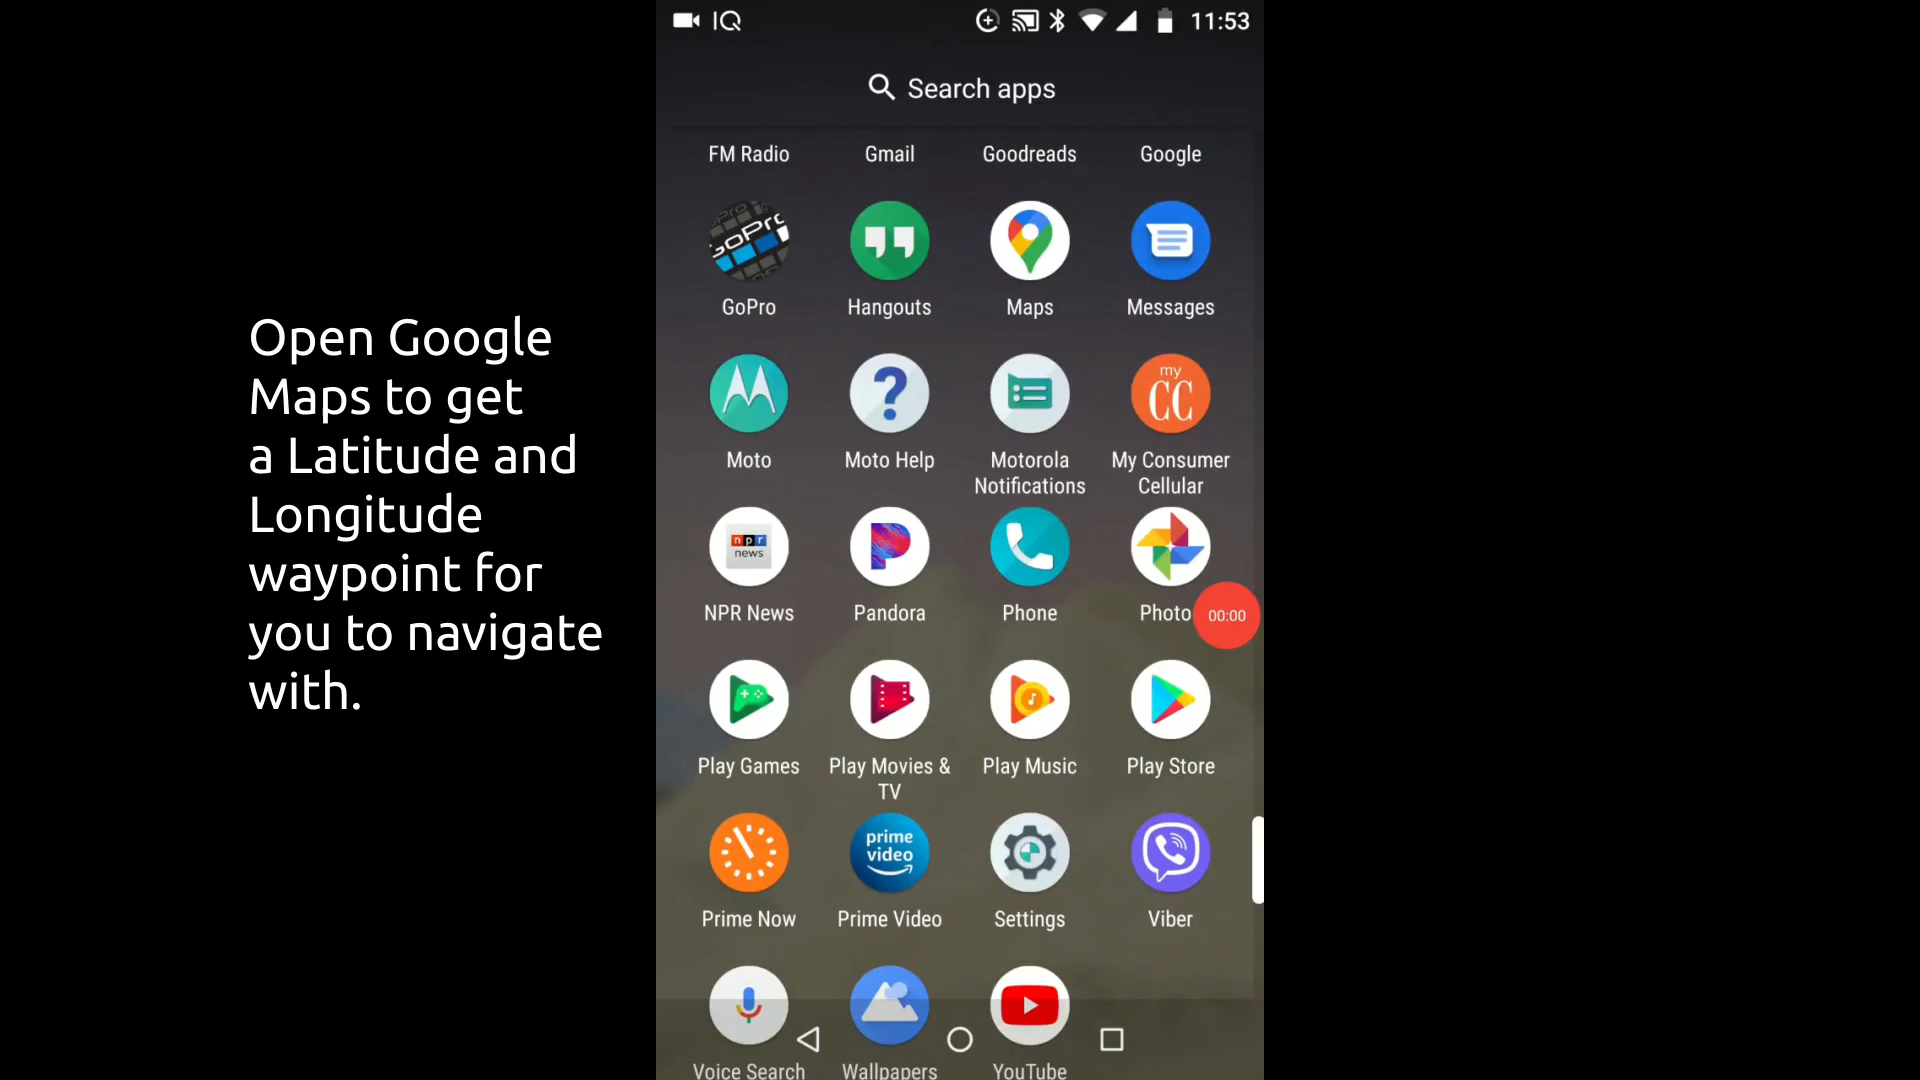 IQ 11:53
Search apps
FM Radio Gmail Goodreads Google
GoPro
GoPro Hangouts Maps Messages
my
CC
Moto Moto Help Motorola Notifications My Consumer Cellular
npr
news
NPR News Pandora Phone Photo
00:00
Play Games Play Movies & TV Play Music Play Store
prime
video
Prime Now Prime Video Settings Viber
Voice Search Wallpapers YouTube
Open Google
Maps to get
a Latitude and
Longitude
waypoint for
you to navigate
with.